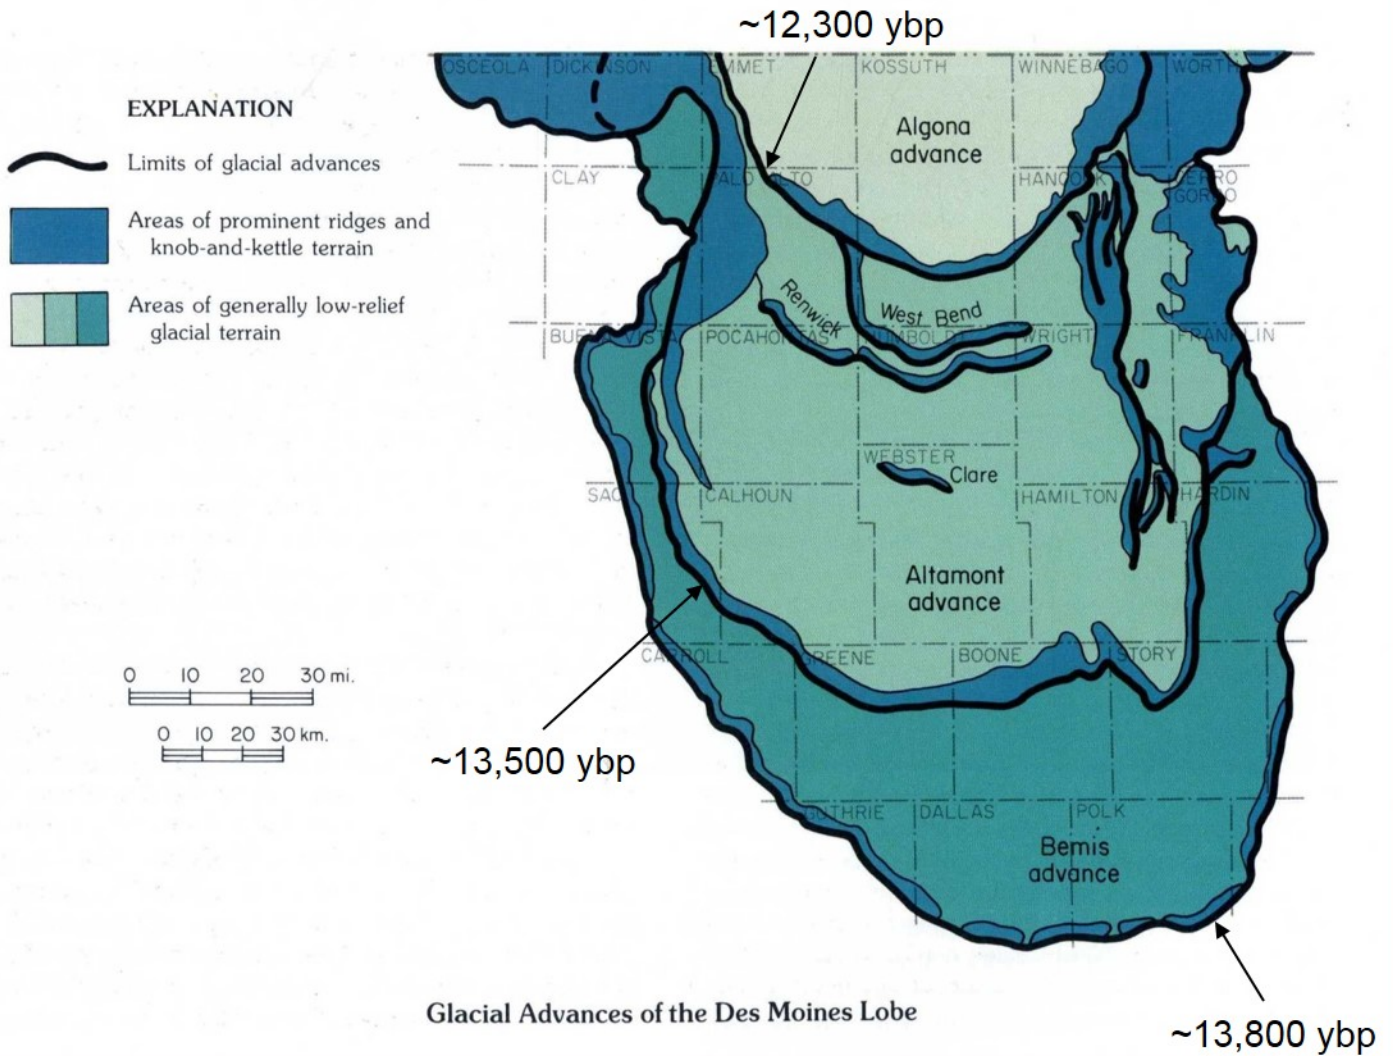 ~12,300 ybp
OSCEOLA
DICKINSON
EMMET
KOSSUTH
WINNEBAGO
WORTH
EXPLANATION
Limits of glacial advances
Areas of prominent ridges and
knob-and-kettle terrain
Areas of generally low-relief
glacial terrain
Algona
advance
CLAY
PALO ALTO
HANCOCK
CERRO
GORDO
Renwick
West Bend
BUENA VISTA
POCAHONTAS
HUMBOLDT
WRIGHT
FRANKLIN
WEBSTER
Clare
SAC
CALHOUN
HAMILTON
HARDIN
Altamont
advance
CARROLL
GREENE
BOONE
STORY
0 10 20 30 mi.
0 10 20 30 km.
~13,500 ybp
GUTHRIE
DALLAS
POLK
Bemis
advance
Glacial Advances of the Des Moines Lobe
~13,800 ybp